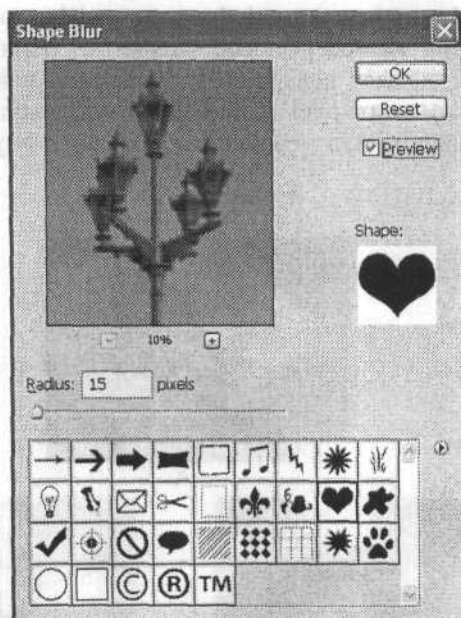 Shape Blur
OK
Reset
Preview
Shape:
10%
Radius: 15 pixels
© ® TM